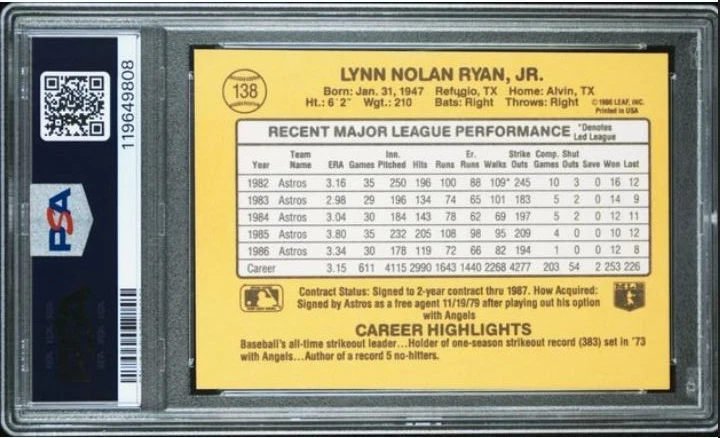 119649808
PSA
138
LYNN NOLAN RYAN, JR.
Born: Jan. 31, 1947 Refugio, TX Home: Alvin, TX
Ht.: 6´2˝ Wgt.: 210 Bats: Right Throws: Right
© 1986 LEAF, INC.
Printed in USA
RECENT MAJOR LEAGUE PERFORMANCE *Denotes Led League
Year Team Name ERA Games Inn. Pitched Hits Runs Er. Runs Walks Strike Outs Comp. Games Shut Outs Save Won Lost
1982 Astros 3.16 35 250 196 100 88 109* 245 10 3 0 16 12
1983 Astros 2.98 29 196 134 74 65 101 183 5 2 0 14 9
1984 Astros 3.04 30 184 143 78 62 69 197 5 2 0 12 11
1985 Astros 3.80 35 232 205 108 98 95 209 4 0 0 10 12
1986 Astros 3.34 30 178 119 72 66 82 194 1 0 0 12 8
Career 3.15 611 4115 2990 1643 1440 2268 4277 203 54 2 253 226
Contract Status: Signed to 2-year contract thru 1987. How Acquired:
Signed by Astros as a free agent 11/19/79 after playing out his option
with Angels
MLB
CAREER HIGHLIGHTS
Baseball's all-time strikeout leader...Holder of one-season strikeout record (383) set in '73
with Angels...Author of a record 5 no-hitters.